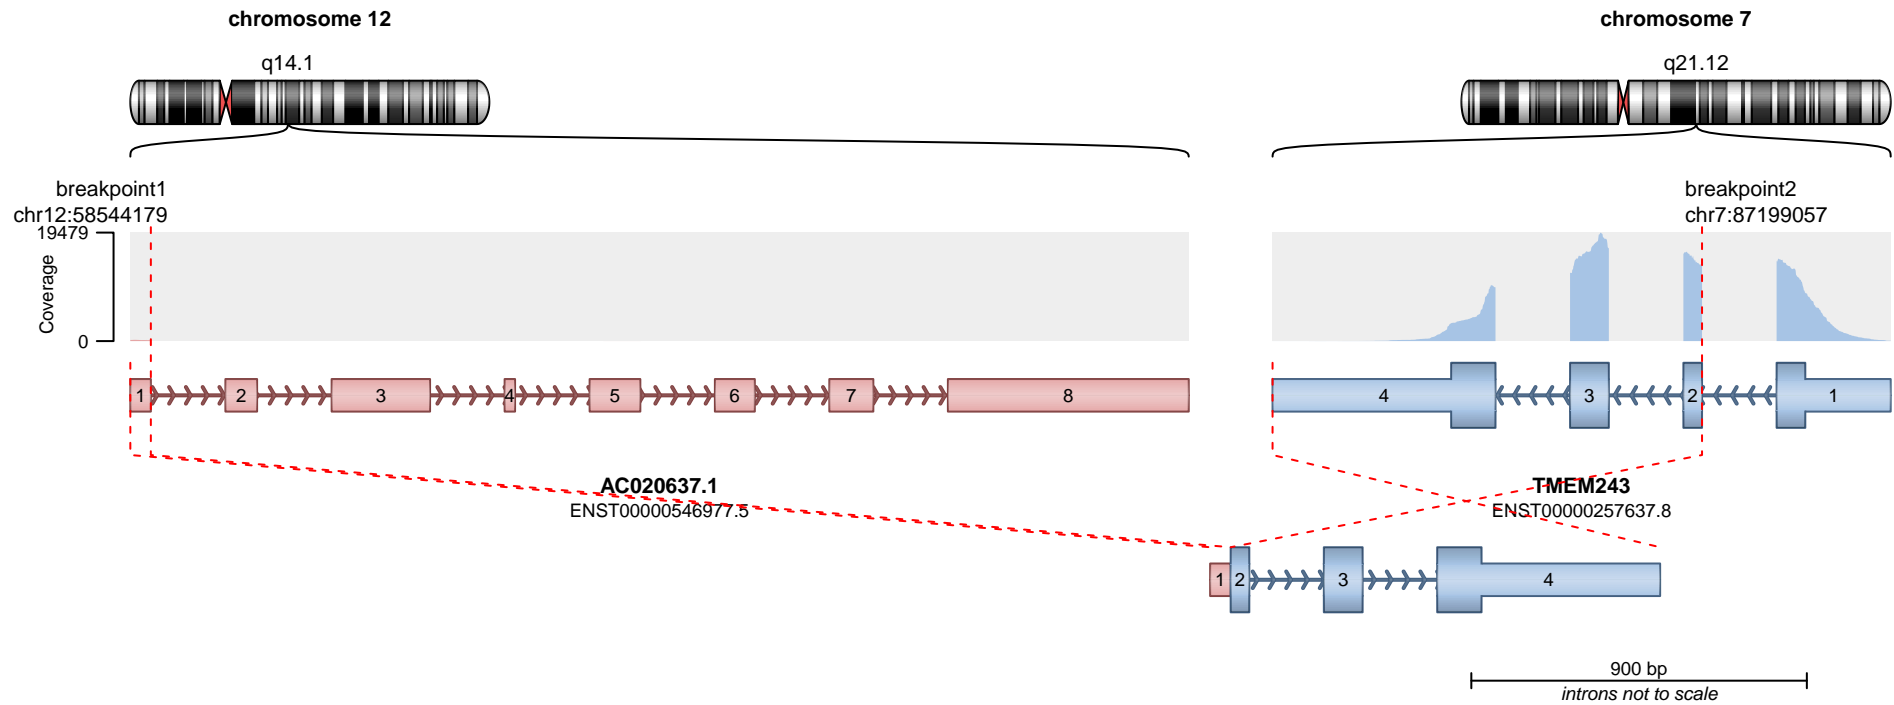 chromosome 12
chromosome 7
q14.1
q21.12
breakpoint1
chr12:58544179
breakpoint2
chr7:87199057
19479
Coverage
0
1
2
3
4
5
6
7
8
4
3
2
1
AC020637.1
ENST00000546977.5
TMEM243
ENST00000257637.8
1
2
3
4
900 bp
introns not to scale